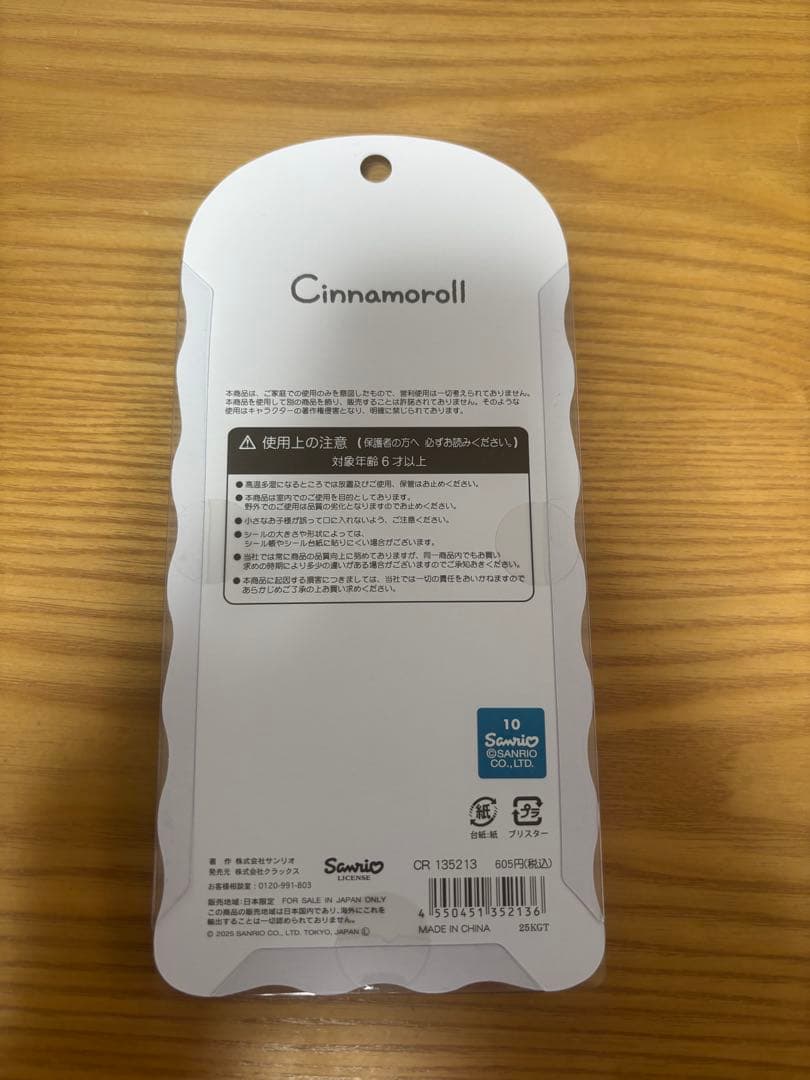 Cinnamoroll
本商品は、ご家庭での使用のみを意図したもので、営利使用は一切考えられておりません。
本商品を使用して別の商品を飾り、販売することは許諾されておりません。そのような
使用はキャラクターの著作権侵害となり、明確に禁じられております。
⚠ 使用上の注意 (保護者の方へ 必ずお読みください。)
対象年齢6才以上
●高温多湿になるところでは放置及びご使用、保管はお止めください。
●本商品は室内でのご使用を目的としております。
野外でのご使用は品質の劣化となりますのでお止めください。
●小さなお子様が誤って口に入れないよう、ご注意ください。
●シールの大きさや形状によっては、
シール帳やシール台紙に貼りにくい場合がございます。
●当社では常に商品の品質向上に努めておりますが、同一商品内でもお買い
求めの時期により多少の違いがある場合がございますのでご承知おきください。
●本商品に起因する損害につきましては、当社では一切の責任をおいかねますので
あらかじめご了承の上お買い求めください。
10
Sanrio
©SANRIO
CO.,LTD.
紙 プラ
台紙:紙 ブリスター
著 作 株式会社サンリオ
発売元 株式会社クラックス
お客様相談室:0120-991-803
Sanrio
LICENSE
CR 135213 605円(税込)
販売地域:日本限定 FOR SALE IN JAPAN ONLY
この商品の販売地域は日本国内であり、海外にこれを
輸出することは一切認められておりません。
© 2025 SANRIO CO., LTD. TOKYO, JAPAN Ⓛ
4 550451 352136
MADE IN CHINA 25KGT